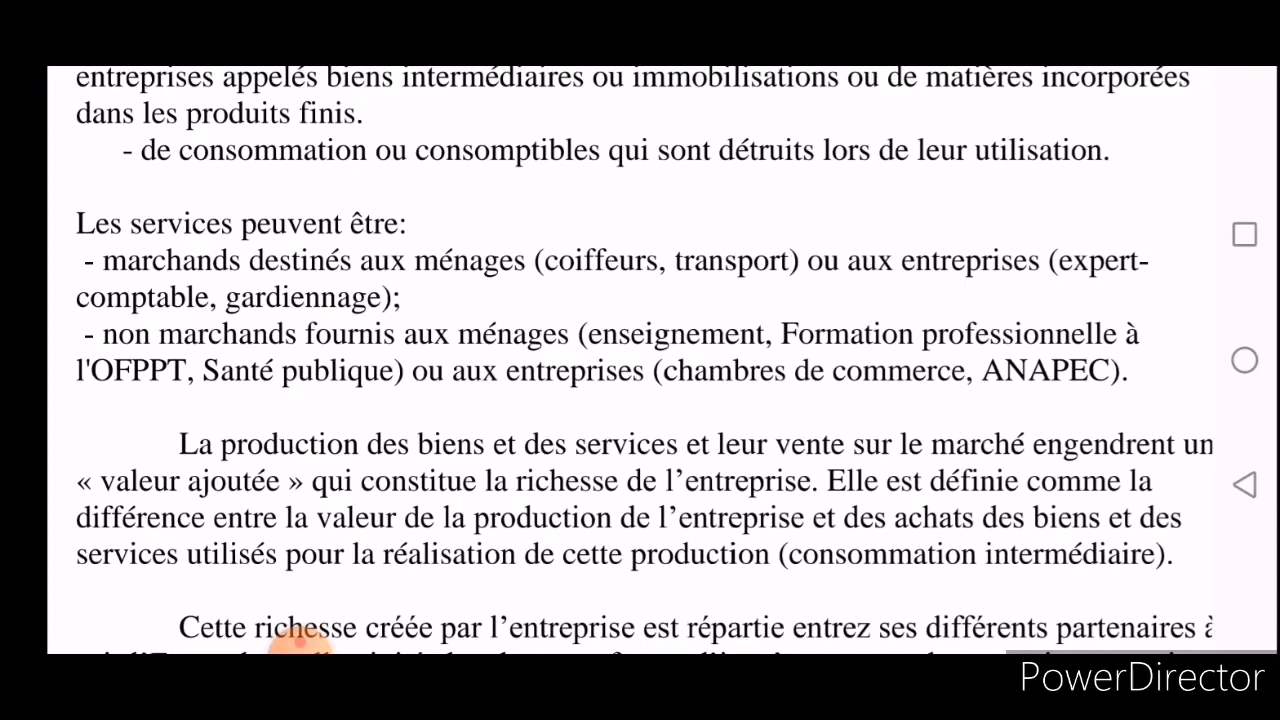 entreprises appelés biens intermédiaires ou immobilisations ou de matières incorporées
dans les produits finis.
- de consommation ou consomptibles qui sont détruits lors de leur utilisation.
Les services peuvent être:
- marchands destinés aux ménages (coiffeurs, transport) ou aux entreprises (expert-
comptable, gardiennage);
- non marchands fournis aux ménages (enseignement, Formation professionnelle à
l'OFPPT, Santé publique) ou aux entreprises (chambres de commerce, ANAPEC).
La production des biens et des services et leur vente sur le marché engendrent un
« valeur ajoutée » qui constitue la richesse de l’entreprise. Elle est définie comme la
différence entre la valeur de la production de l’entreprise et des achats des biens et des
services utilisés pour la réalisation de cette production (consommation intermédiaire).
Cette richesse créée par l’entreprise est répartie entrez ses différents partenaires à
PowerDirector